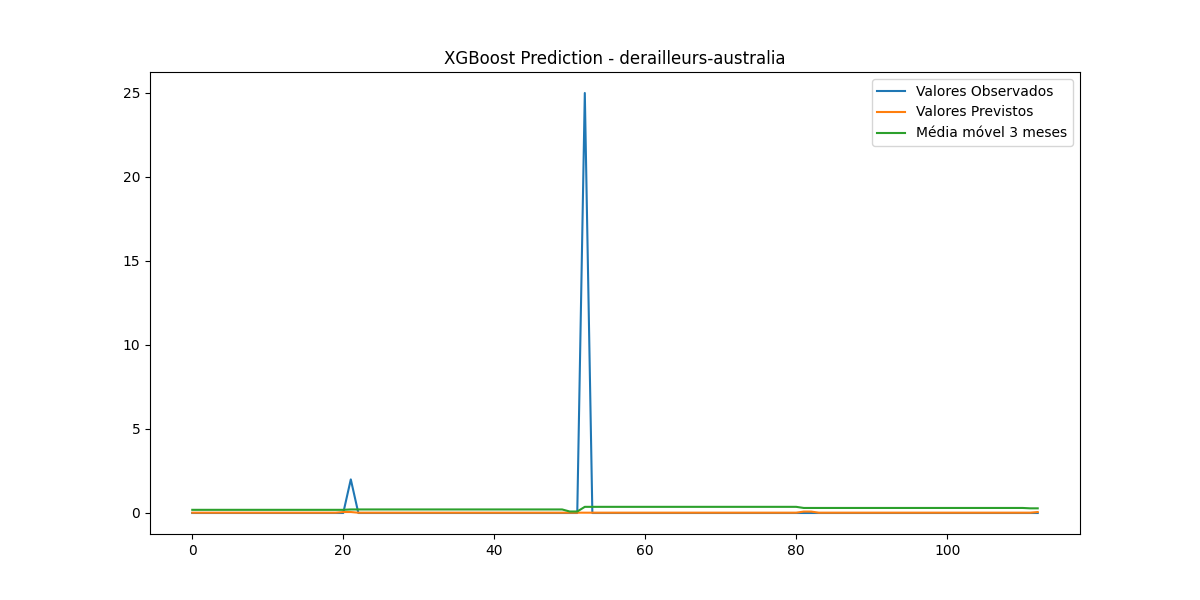 XGBoost Prediction - derailleurs-australia
Valores Observados
Valores Previstos
Média móvel 3 meses
25
20
15
10
5
0
0 20 40 60 80 100